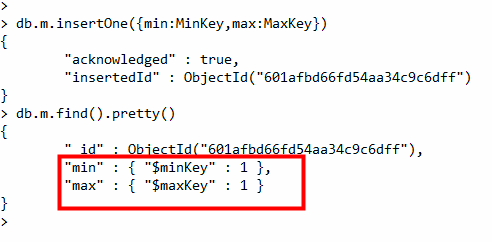 >
> db.m.insertOne({min:MinKey,max:MaxKey})
{
        "acknowledged" : true,
        "insertedId" : ObjectId("601afbd66fd54aa34c9c6dff")
}
> db.m.find().pretty()
{
        "_id" : ObjectId("601afbd66fd54aa34c9c6dff"),
        "min" : { "$minKey" : 1 },
        "max" : { "$maxKey" : 1 }
}
>